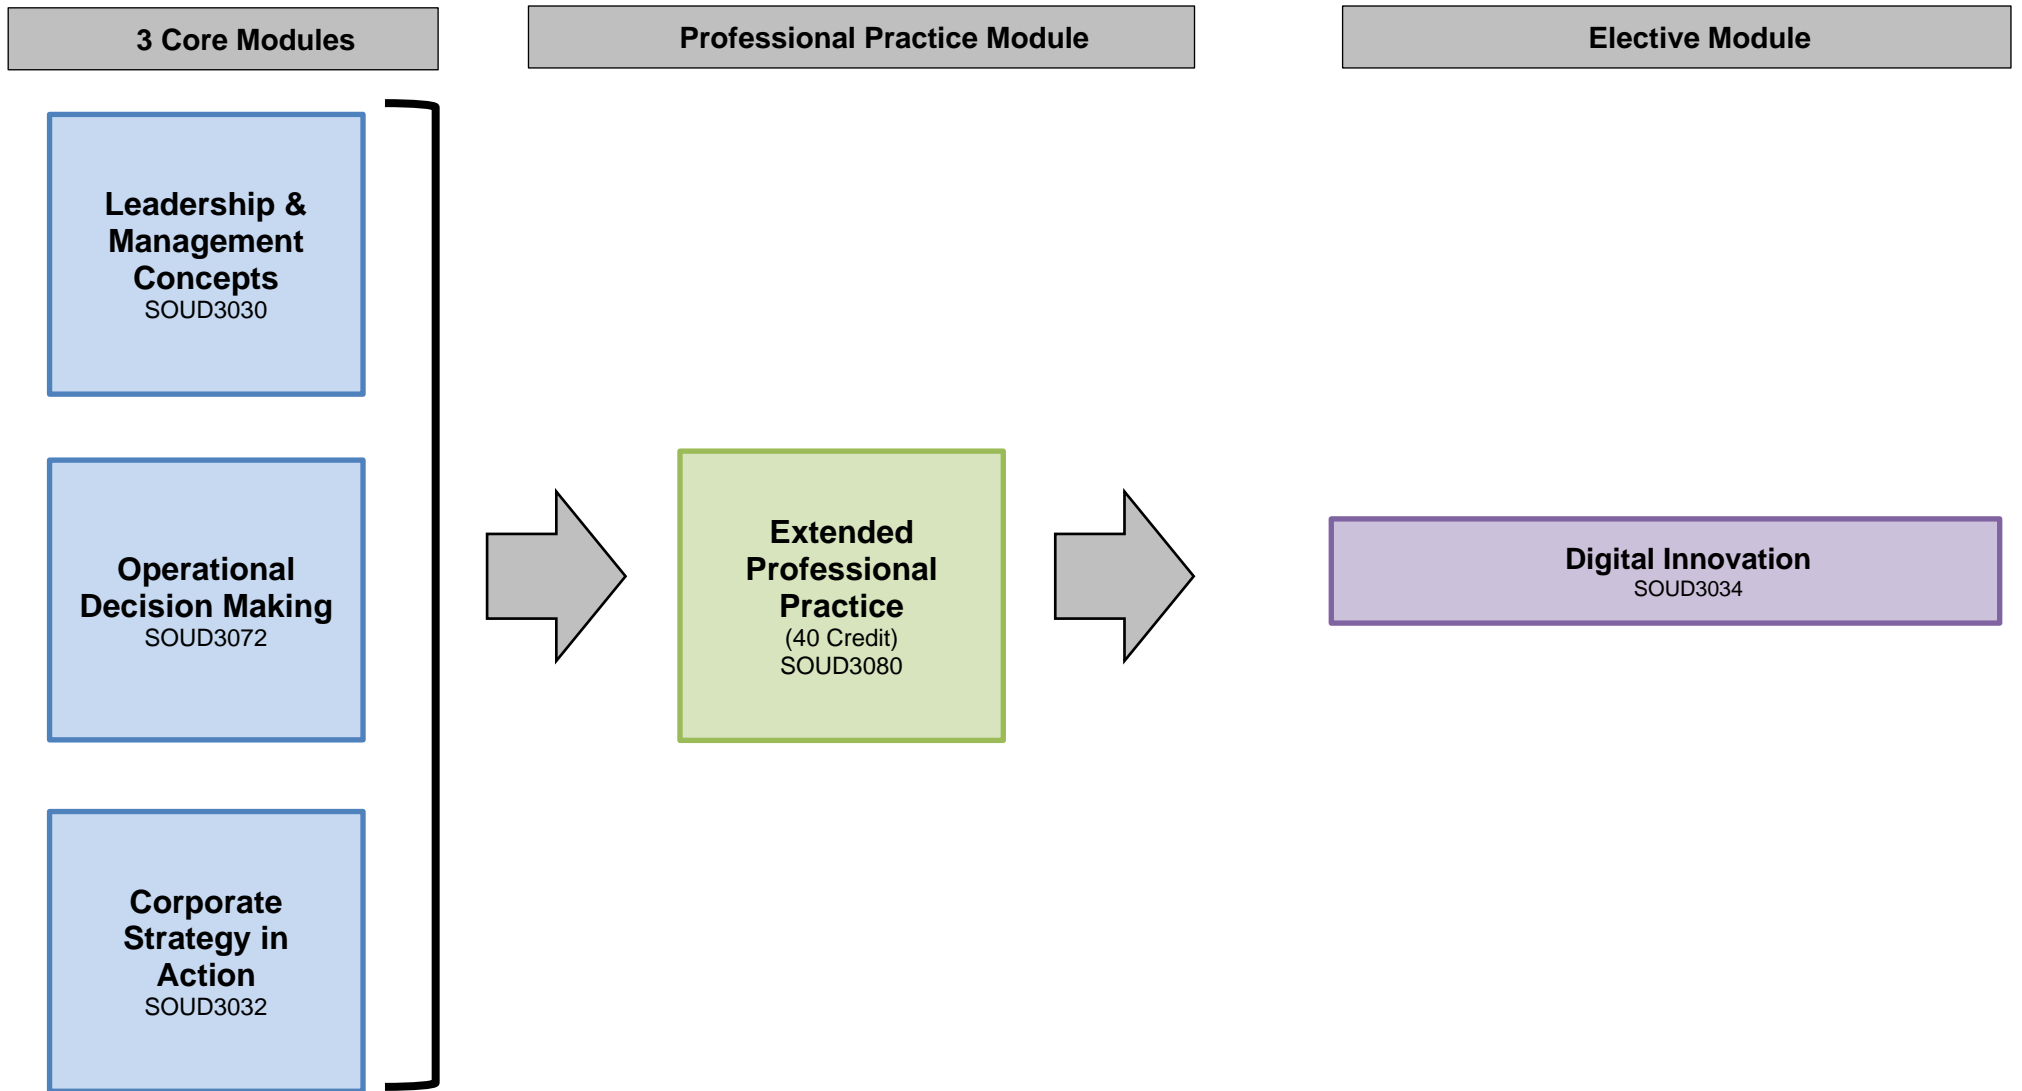 3 Core Modules
Professional Practice Module
Elective Module
Leadership &
Management
Concepts
SOUD3030
Operational
Decision Making
SOUD3072
Corporate
Strategy in
Action
SOUD3032
Extended
Professional
Practice
(40 Credit)
SOUD3080
Digital Innovation
SOUD3034